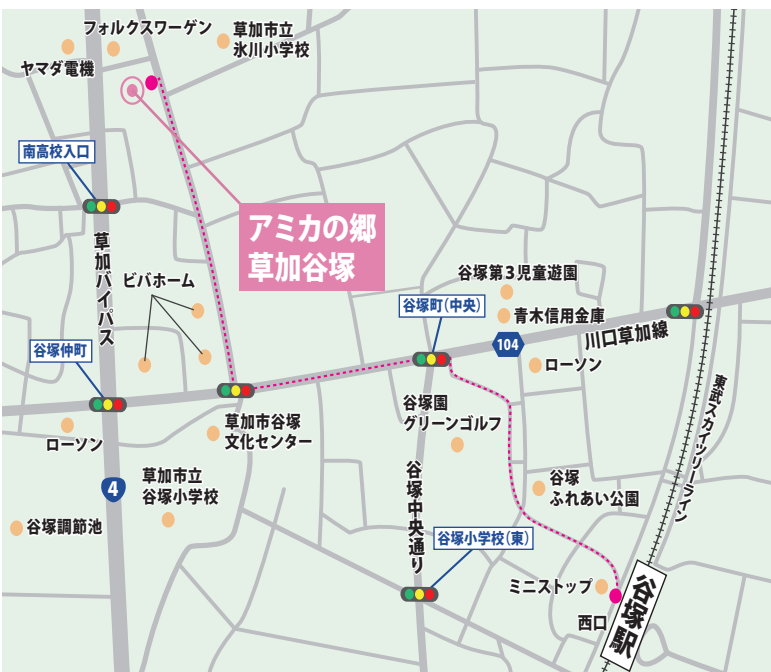 フォルクスワーゲン
草加市立
氷川小学校
ヤマダ電機
南高校入口
アミカの郷
草加谷塚
草加バイパス
ビバホーム
谷塚第3児童遊園
谷塚町(中央)
青木信用金庫
104
川口草加線
谷塚仲町
ローソン
東武スカイツリーライン
谷塚園
グリーンゴルフ
草加市谷塚
文化センター
ローソン
4
草加市立
谷塚小学校
谷塚中央通り
谷塚
ふれあい公園
谷塚調節池
谷塚小学校(東)
ミニストップ
西口
谷塚駅